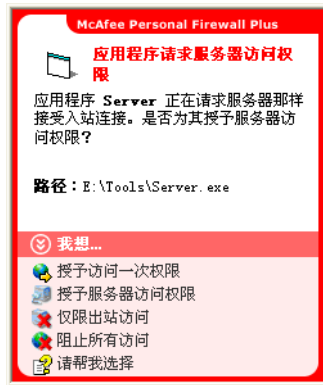 McAfee Personal Firewall Plus
应用程序请求服务器访问权
限
应用程序 Server 正在请求服务器那样
接受入站连接。是否为其授予服务器访
问权限?
路径：E:\Tools\Server.exe
我想...
授予访问一次权限
授予服务器访问权限
仅限出站访问
阻止所有访问
请帮我选择